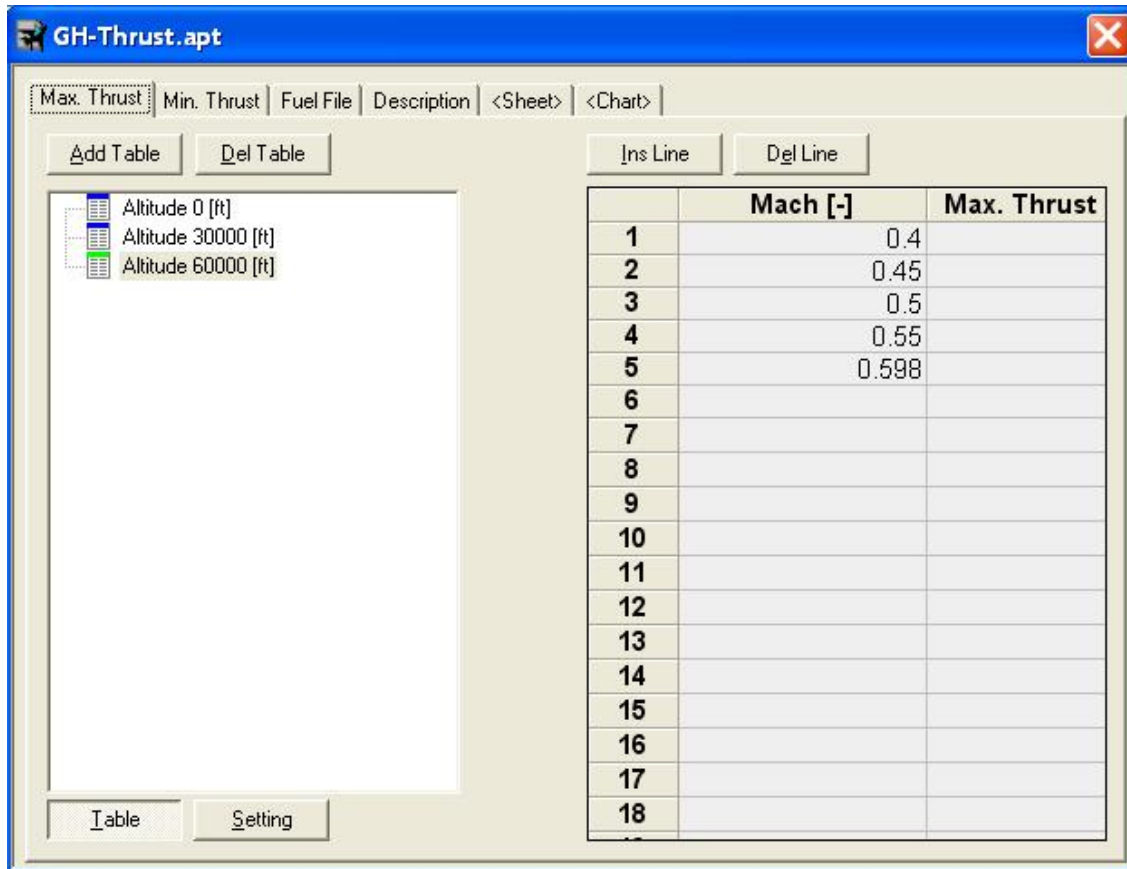 GH-Thrust.apt
Max. Thrust Min. Thrust Fuel File Description <Sheet> <Chart>
Add Table Del Table Ins Line Del Line
Altitude 0 [ft]
Altitude 30000 [ft]
Altitude 60000 [ft]
Mach [-] Max. Thrust
1 0.4
2 0.45
3 0.5
4 0.55
5 0.598
6
7
8
9
10
11
12
13
14
15
16
17
18
Table Setting